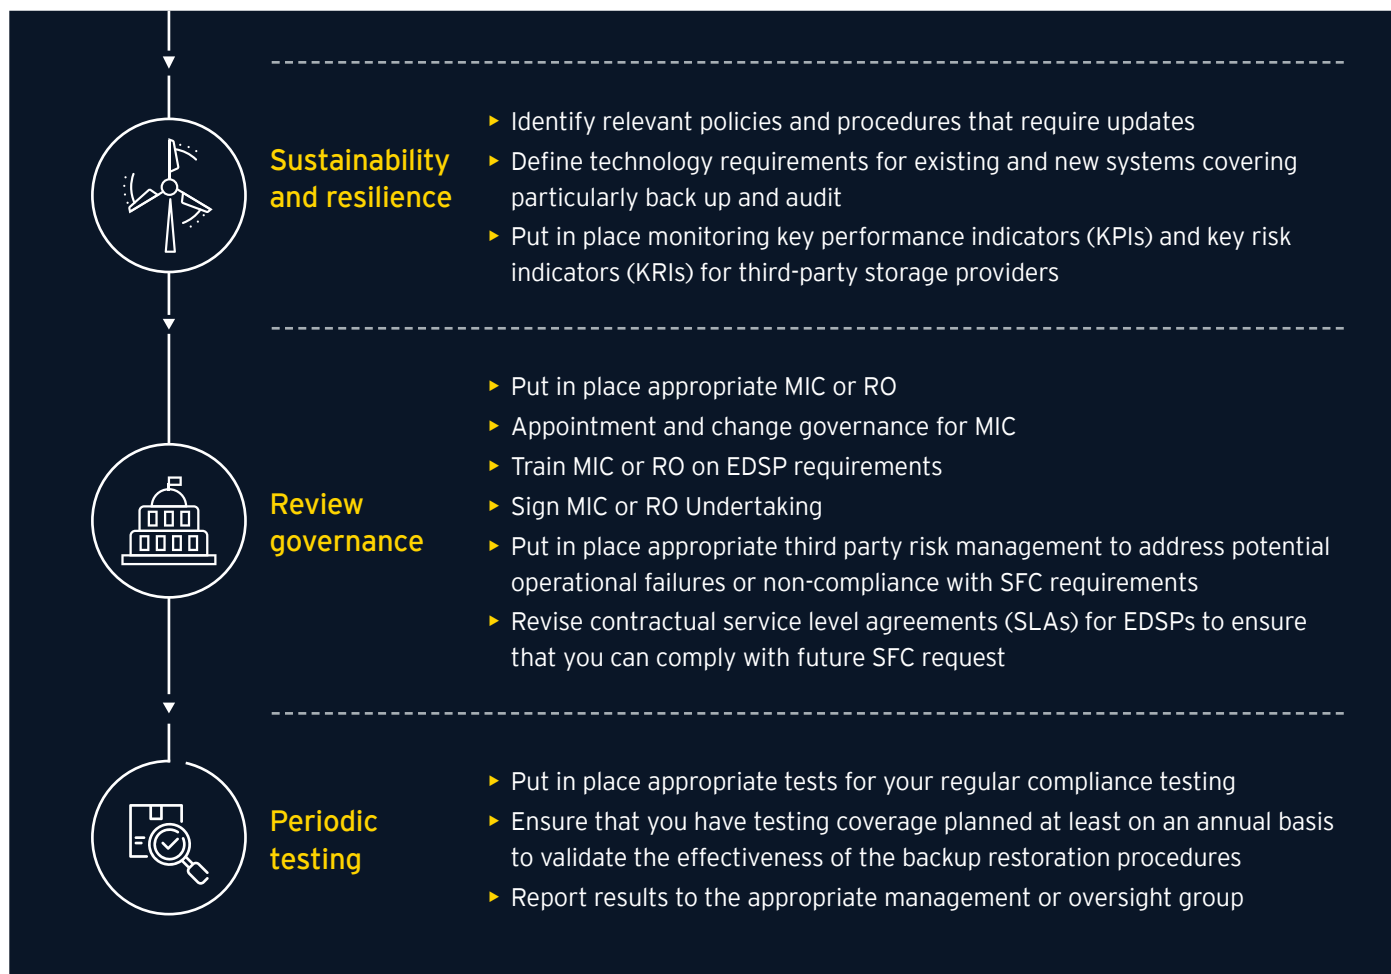 Sustainability
and resilience
▸ Identify relevant policies and procedures that require updates
▸ Define technology requirements for existing and new systems covering
particularly back up and audit
▸ Put in place monitoring key performance indicators (KPIs) and key risk
indicators (KRIs) for third-party storage providers
Review
governance
▸ Put in place appropriate MIC or RO
▸ Appointment and change governance for MIC
▸ Train MIC or RO on EDSP requirements
▸ Sign MIC or RO Undertaking
▸ Put in place appropriate third party risk management to address potential
operational failures or non-compliance with SFC requirements
▸ Revise contractual service level agreements (SLAs) for EDSPs to ensure
that you can comply with future SFC request
Periodic
testing
▸ Put in place appropriate tests for your regular compliance testing
▸ Ensure that you have testing coverage planned at least on an annual basis
to validate the effectiveness of the backup restoration procedures
▸ Report results to the appropriate management or oversight group